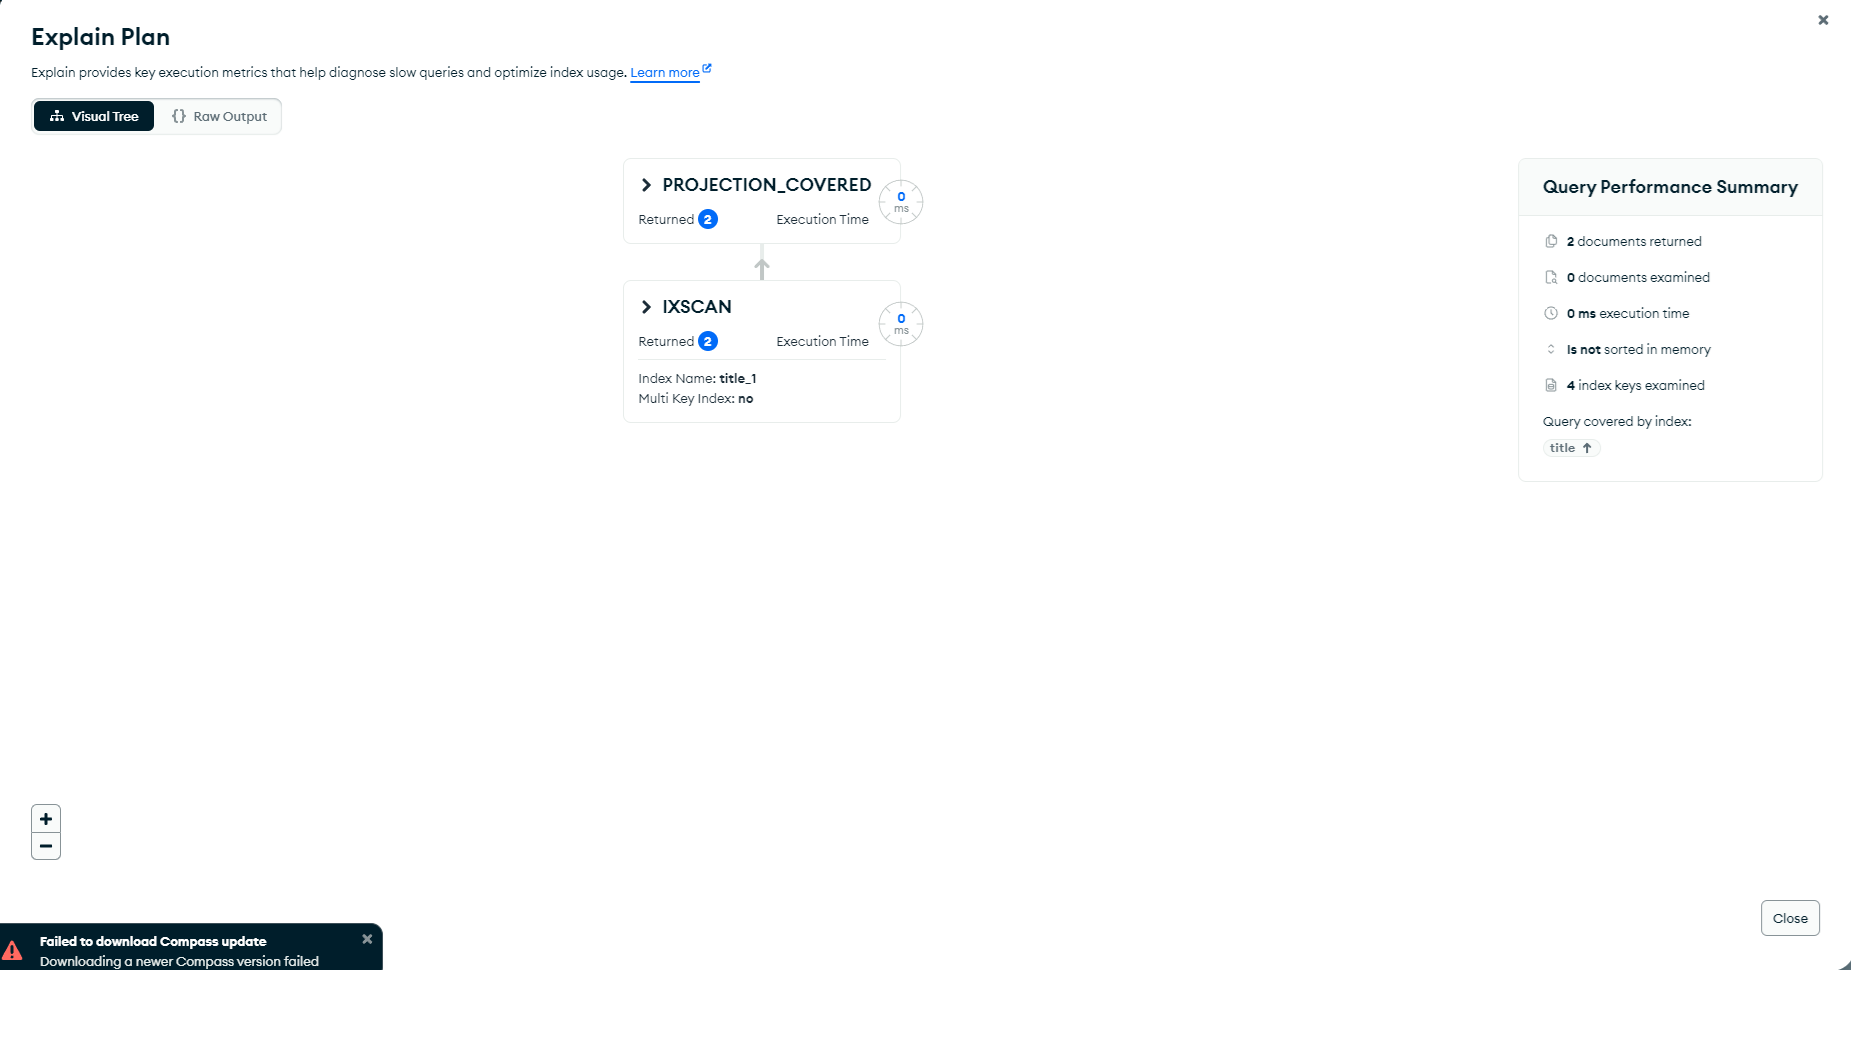 Explain Plan
Explain provides key execution metrics that help diagnose slow queries and optimize index usage. Learn more
Visual Tree
{} Raw Output
PROJECTION_COVERED
Returned 2 Execution Time
0
ms
IXSCAN
Returned 2 Execution Time
0
ms
Index Name: title_1
Multi Key Index: no
Query Performance Summary
2 documents returned
0 documents examined
0 ms execution time
Is not sorted in memory
4 index keys examined
Query covered by index:
title ↑
+
−
Close
Failed to download Compass update
Downloading a newer Compass version failed